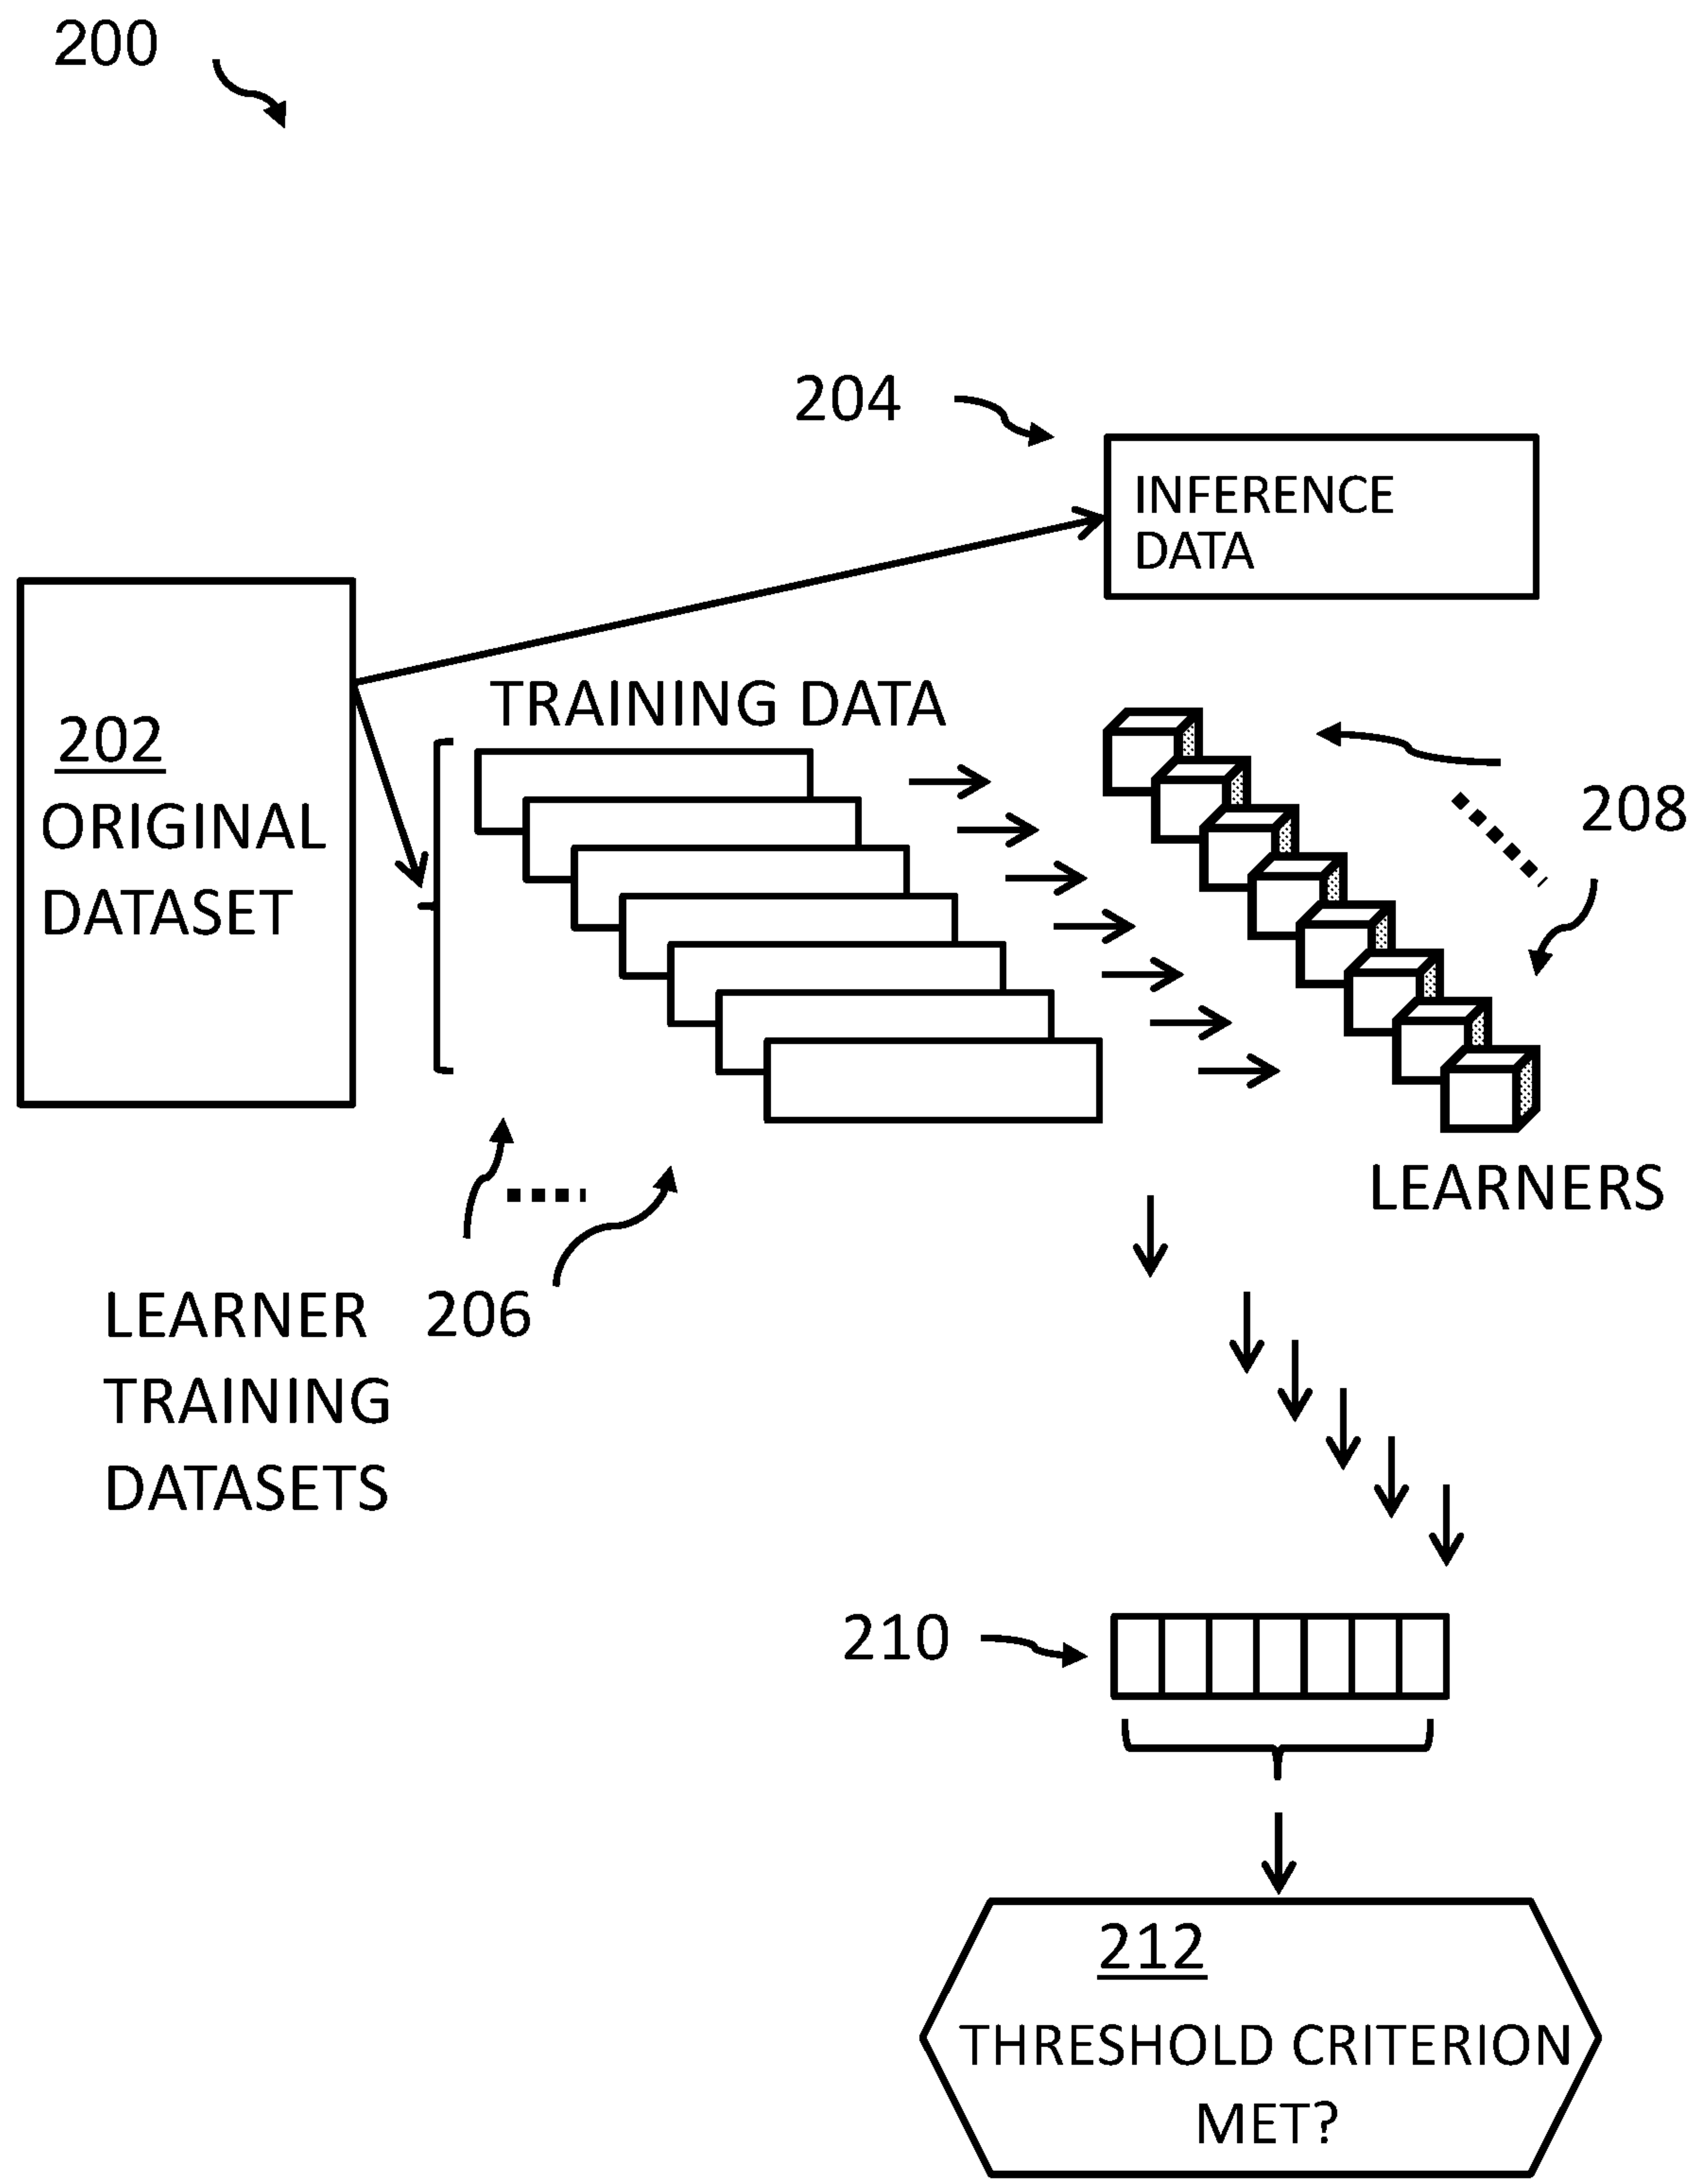 200
204
INFERENCE
DATA
202
ORIGINAL
DATASET
TRAINING DATA
208
LEARNERS
LEARNER 206
TRAINING
DATASETS
210
212
THRESHOLD CRITERION
MET?